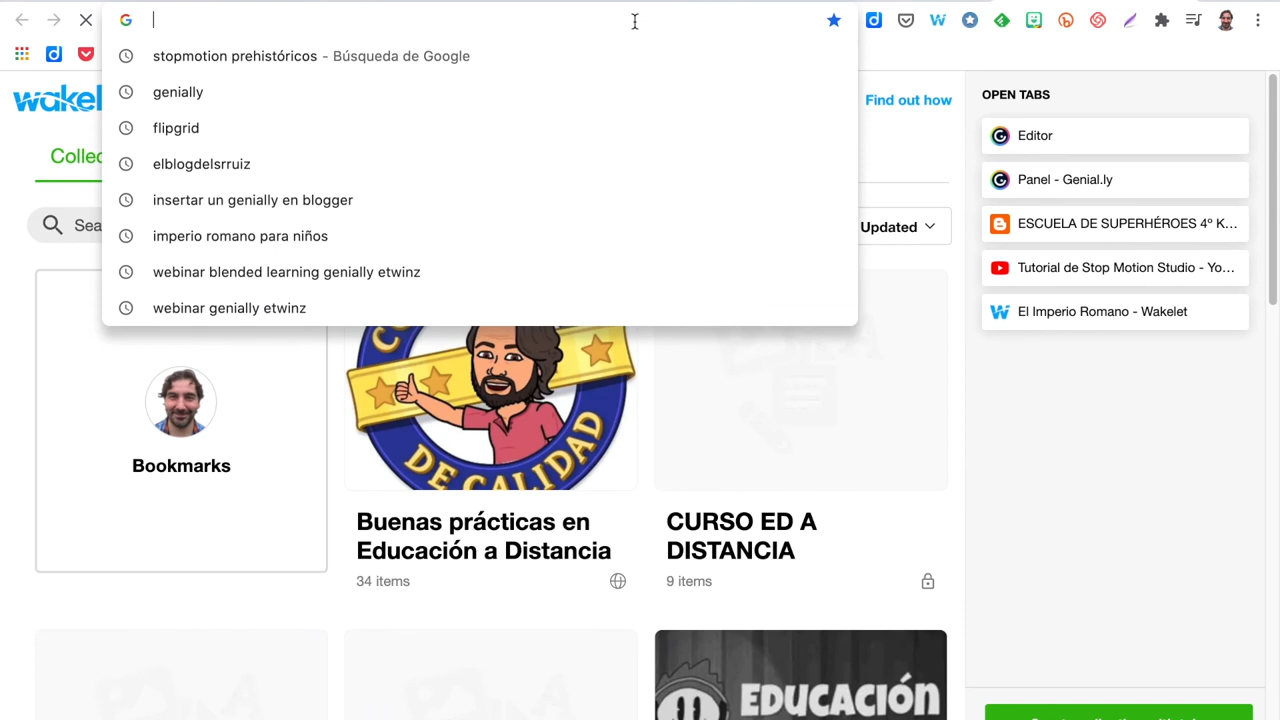 stopmotion prehistóricos - Búsqueda de Google
genially
flipgrid
elblogdelsrruiz
insertar un genially en blogger
imperio romano para niños
webinar blended learning genially etwinz
webinar genially etwinz
wakel
Find out how
Collec
Sea
Updated
Bookmarks
DE CALIDAD
Buenas prácticas en
Educación a Distancia
34 items
CURSO ED A
DISTANCIA
9 items
EDUCACIÓN
OPEN TABS
Editor
Panel - Genial.ly
ESCUELA DE SUPERHÉROES 4º K...
Tutorial de Stop Motion Studio - Yo...
El Imperio Romano - Wakelet